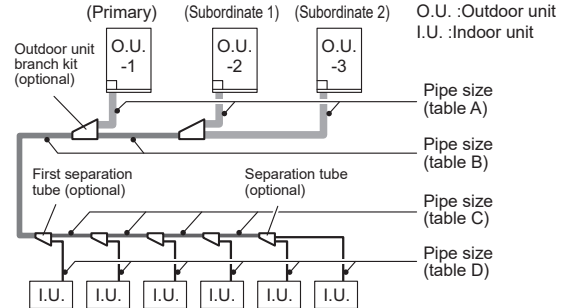 (Primary)
(Subordinate 1)
(Subordinate 2)
O.U. :Outdoor unit
I.U. :Indoor unit
Outdoor unit
branch kit
(optional)
O.U.
-1
O.U.
-2
O.U.
-3
Pipe size
(table A)
Pipe size
(table B)
First separation
tube (optional)
Separation tube
(optional)
Pipe size
(table C)
Pipe size
(table D)
I.U.
I.U.
I.U.
I.U.
I.U.
I.U.